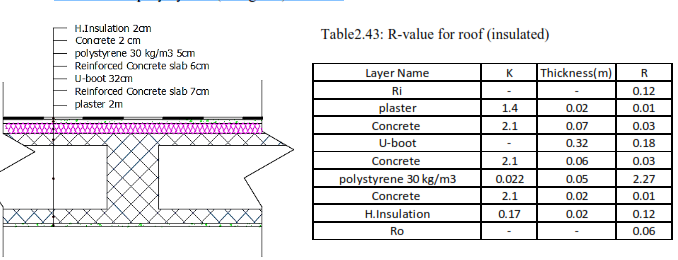 H.Insulation 2cm
Concrete 2 cm
polystyrene 30 kg/m3 5cm
Reinforced Concrete slab 6cm
U-boot 32cm
Reinforced Concrete slab 7cm
plaster 2m
Table2.43: R-value for roof (insulated)
Layer Name K Thickness(m) R
Ri - - 0.12
plaster 1.4 0.02 0.01
Concrete 2.1 0.07 0.03
U-boot - 0.32 0.18
Concrete 2.1 0.06 0.03
polystyrene 30 kg/m3 0.022 0.05 2.27
Concrete 2.1 0.02 0.01
H.Insulation 0.17 0.02 0.12
Ro - - 0.06